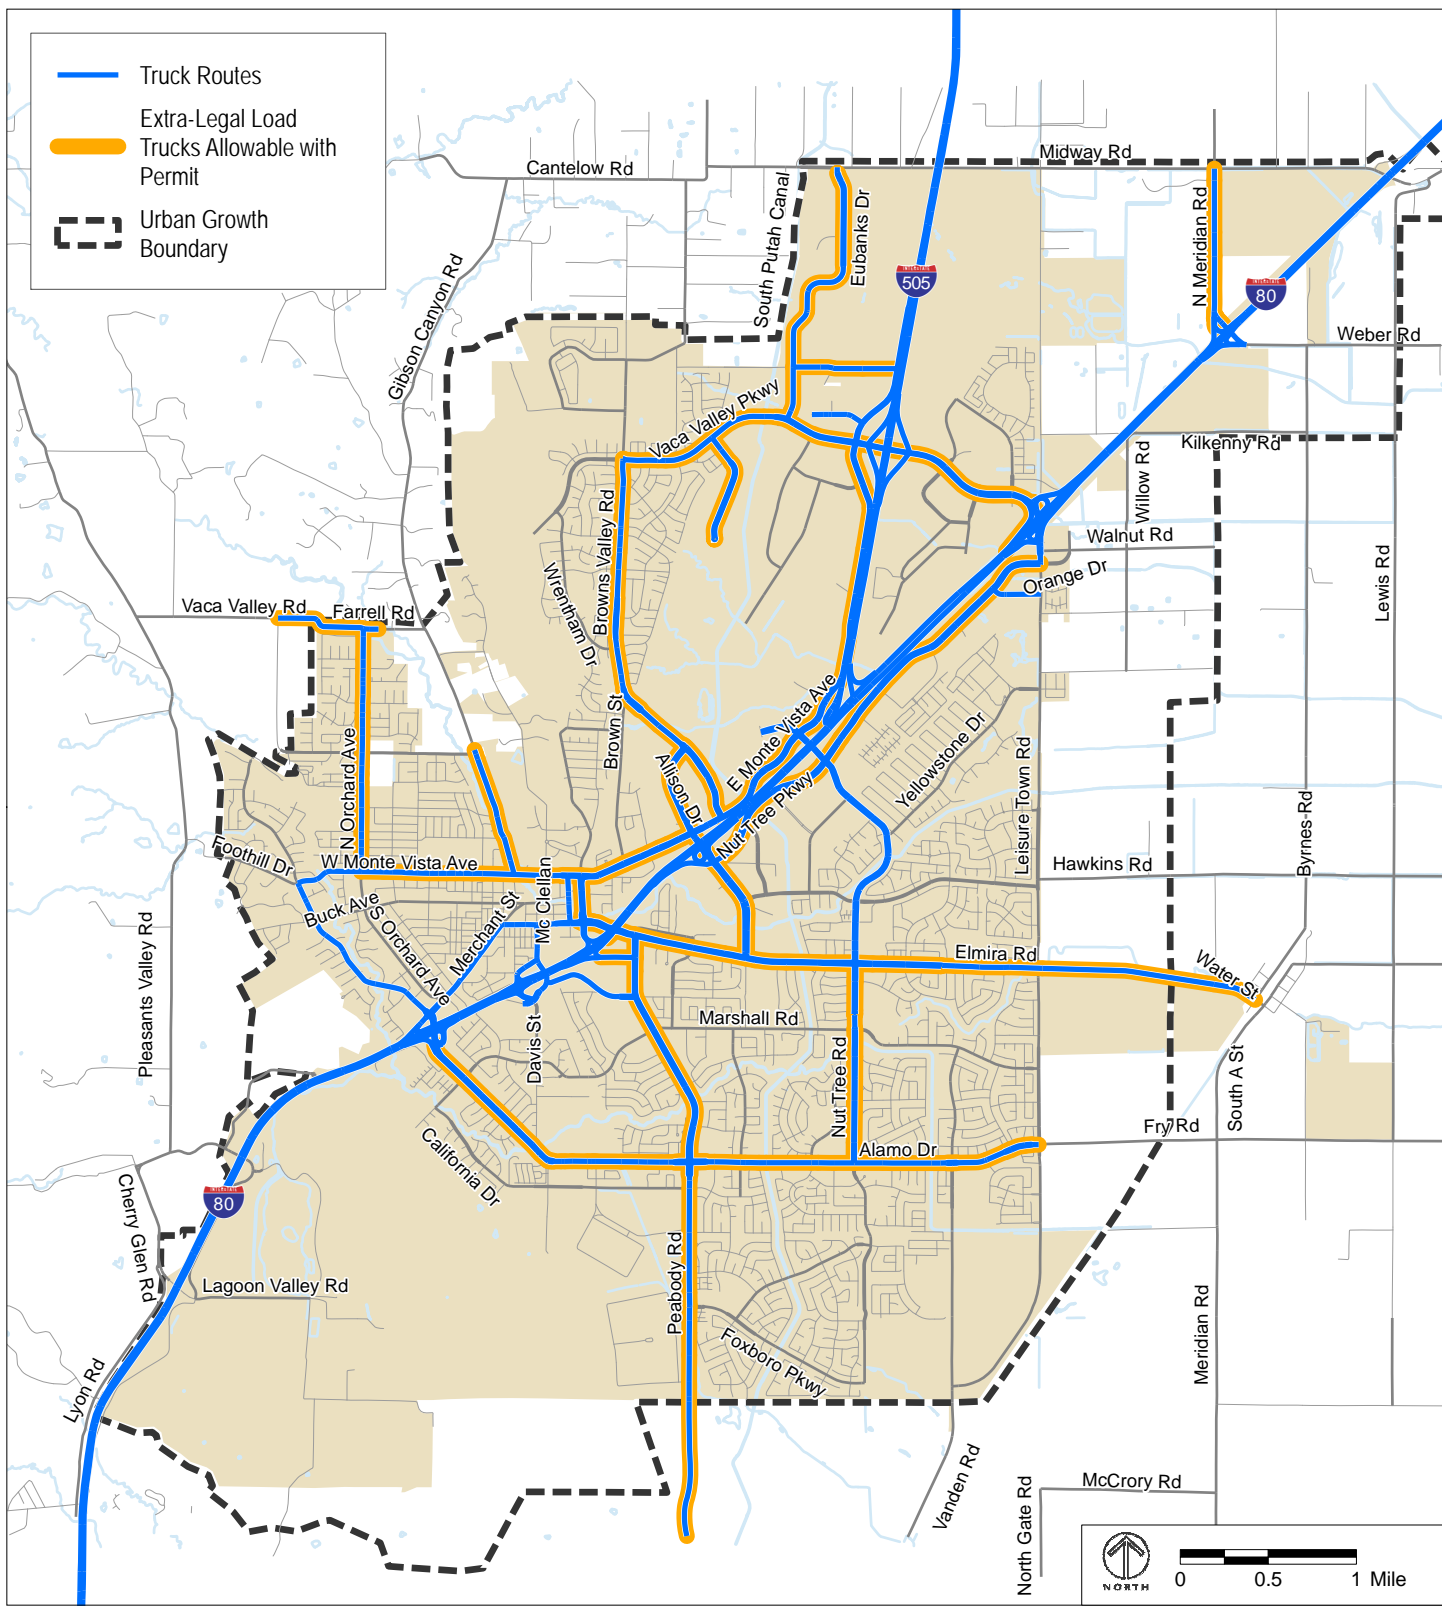 Truck Routes
Extra-Legal Load
Trucks Allowable with
Permit
Urban Growth
Boundary
Cantelow Rd
Midway Rd
South Putah Canal
Eubanks Dr
N Meridian Rd
INTERSTATE
505
INTERSTATE
80
Weber Rd
Gibson Canyon Rd
Vaca Valley Pkwy
Kilkenny Rd
Willow Rd
Browns Valley Rd
Walnut Rd
Orange Dr
Lewis Rd
Wrentham Dr
Vaca Valley Rd
Farrell Rd
Brown St
E Monte Vista Ave
Allison Dr
Yellowstone Dr
N Orchard Ave
Nut Tree Pkwy
Leisure Town Rd
Byrnes Rd
Foothill Dr
W Monte Vista Ave
Hawkins Rd
Mc Clellan
Buck Ave
S Orchard Ave
Merchant St
Pleasants Valley Rd
Elmira Rd
Water St
Marshall Rd
Davis St
Nut Tree Rd
South A St
Fry Rd
Alamo Dr
California Dr
Cherry Glen Rd
INTERSTATE
80
Peabody Rd
Lagoon Valley Rd
Meridian Rd
Foxboro Pkwy
Lyon Rd
Vanden Rd
North Gate Rd
McCrory Rd
NORTH
0 0.5 1 Mile